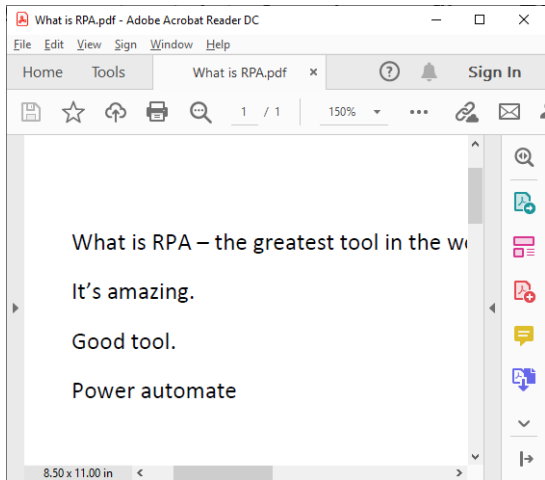 What is RPA.pdf - Adobe Acrobat Reader DC
File Edit View Sign Window Help
Home Tools What is RPA.pdf × ? Sign In
1 / 1 150%
What is RPA – the greatest tool in the
It's amazing.
Good tool.
Power automate
8.50 x 11.00 in